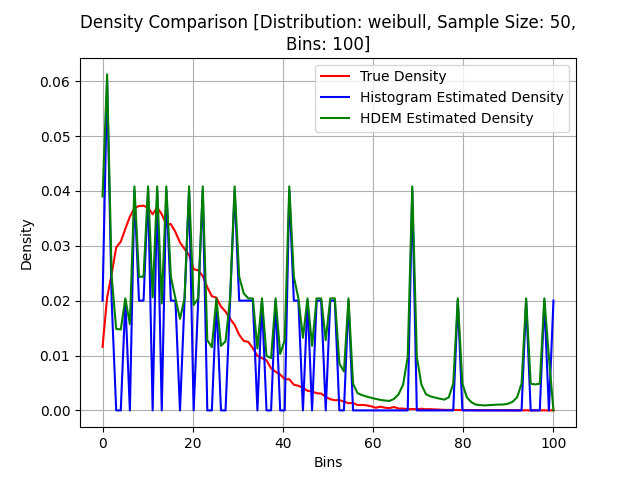 Density Comparison [Distribution: weibull, Sample Size: 50,
Bins: 100]
True Density
Histogram Estimated Density
HDEM Estimated Density
Density
0.06
0.05
0.04
0.03
0.02
0.01
0.00
0 20 40 60 80 100
Bins